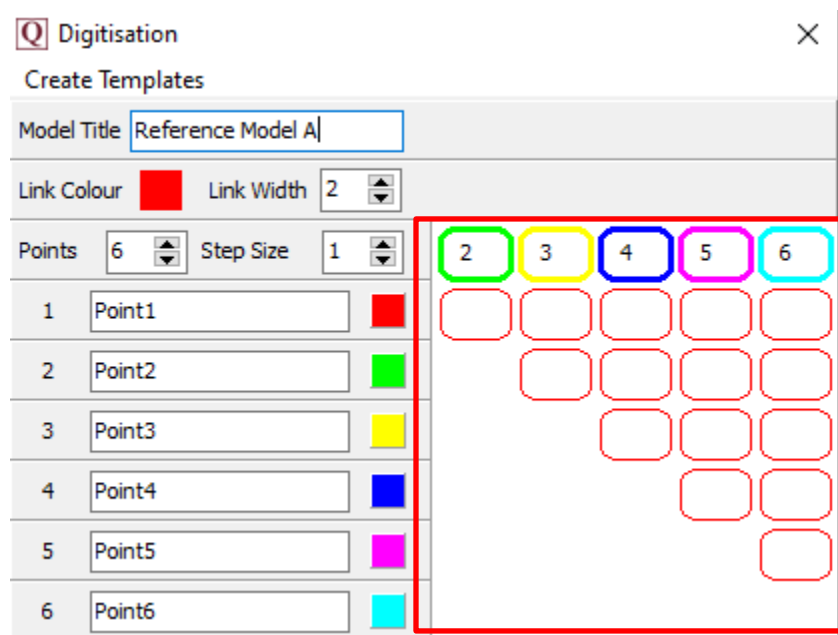 Q Digitisation
Create Templates
Model Title Reference Model A
Link Colour Link Width 2
Points 6 Step Size 1 2 3 4 5 6
1 Point1
2 Point2
3 Point3
4 Point4
5 Point5
6 Point6